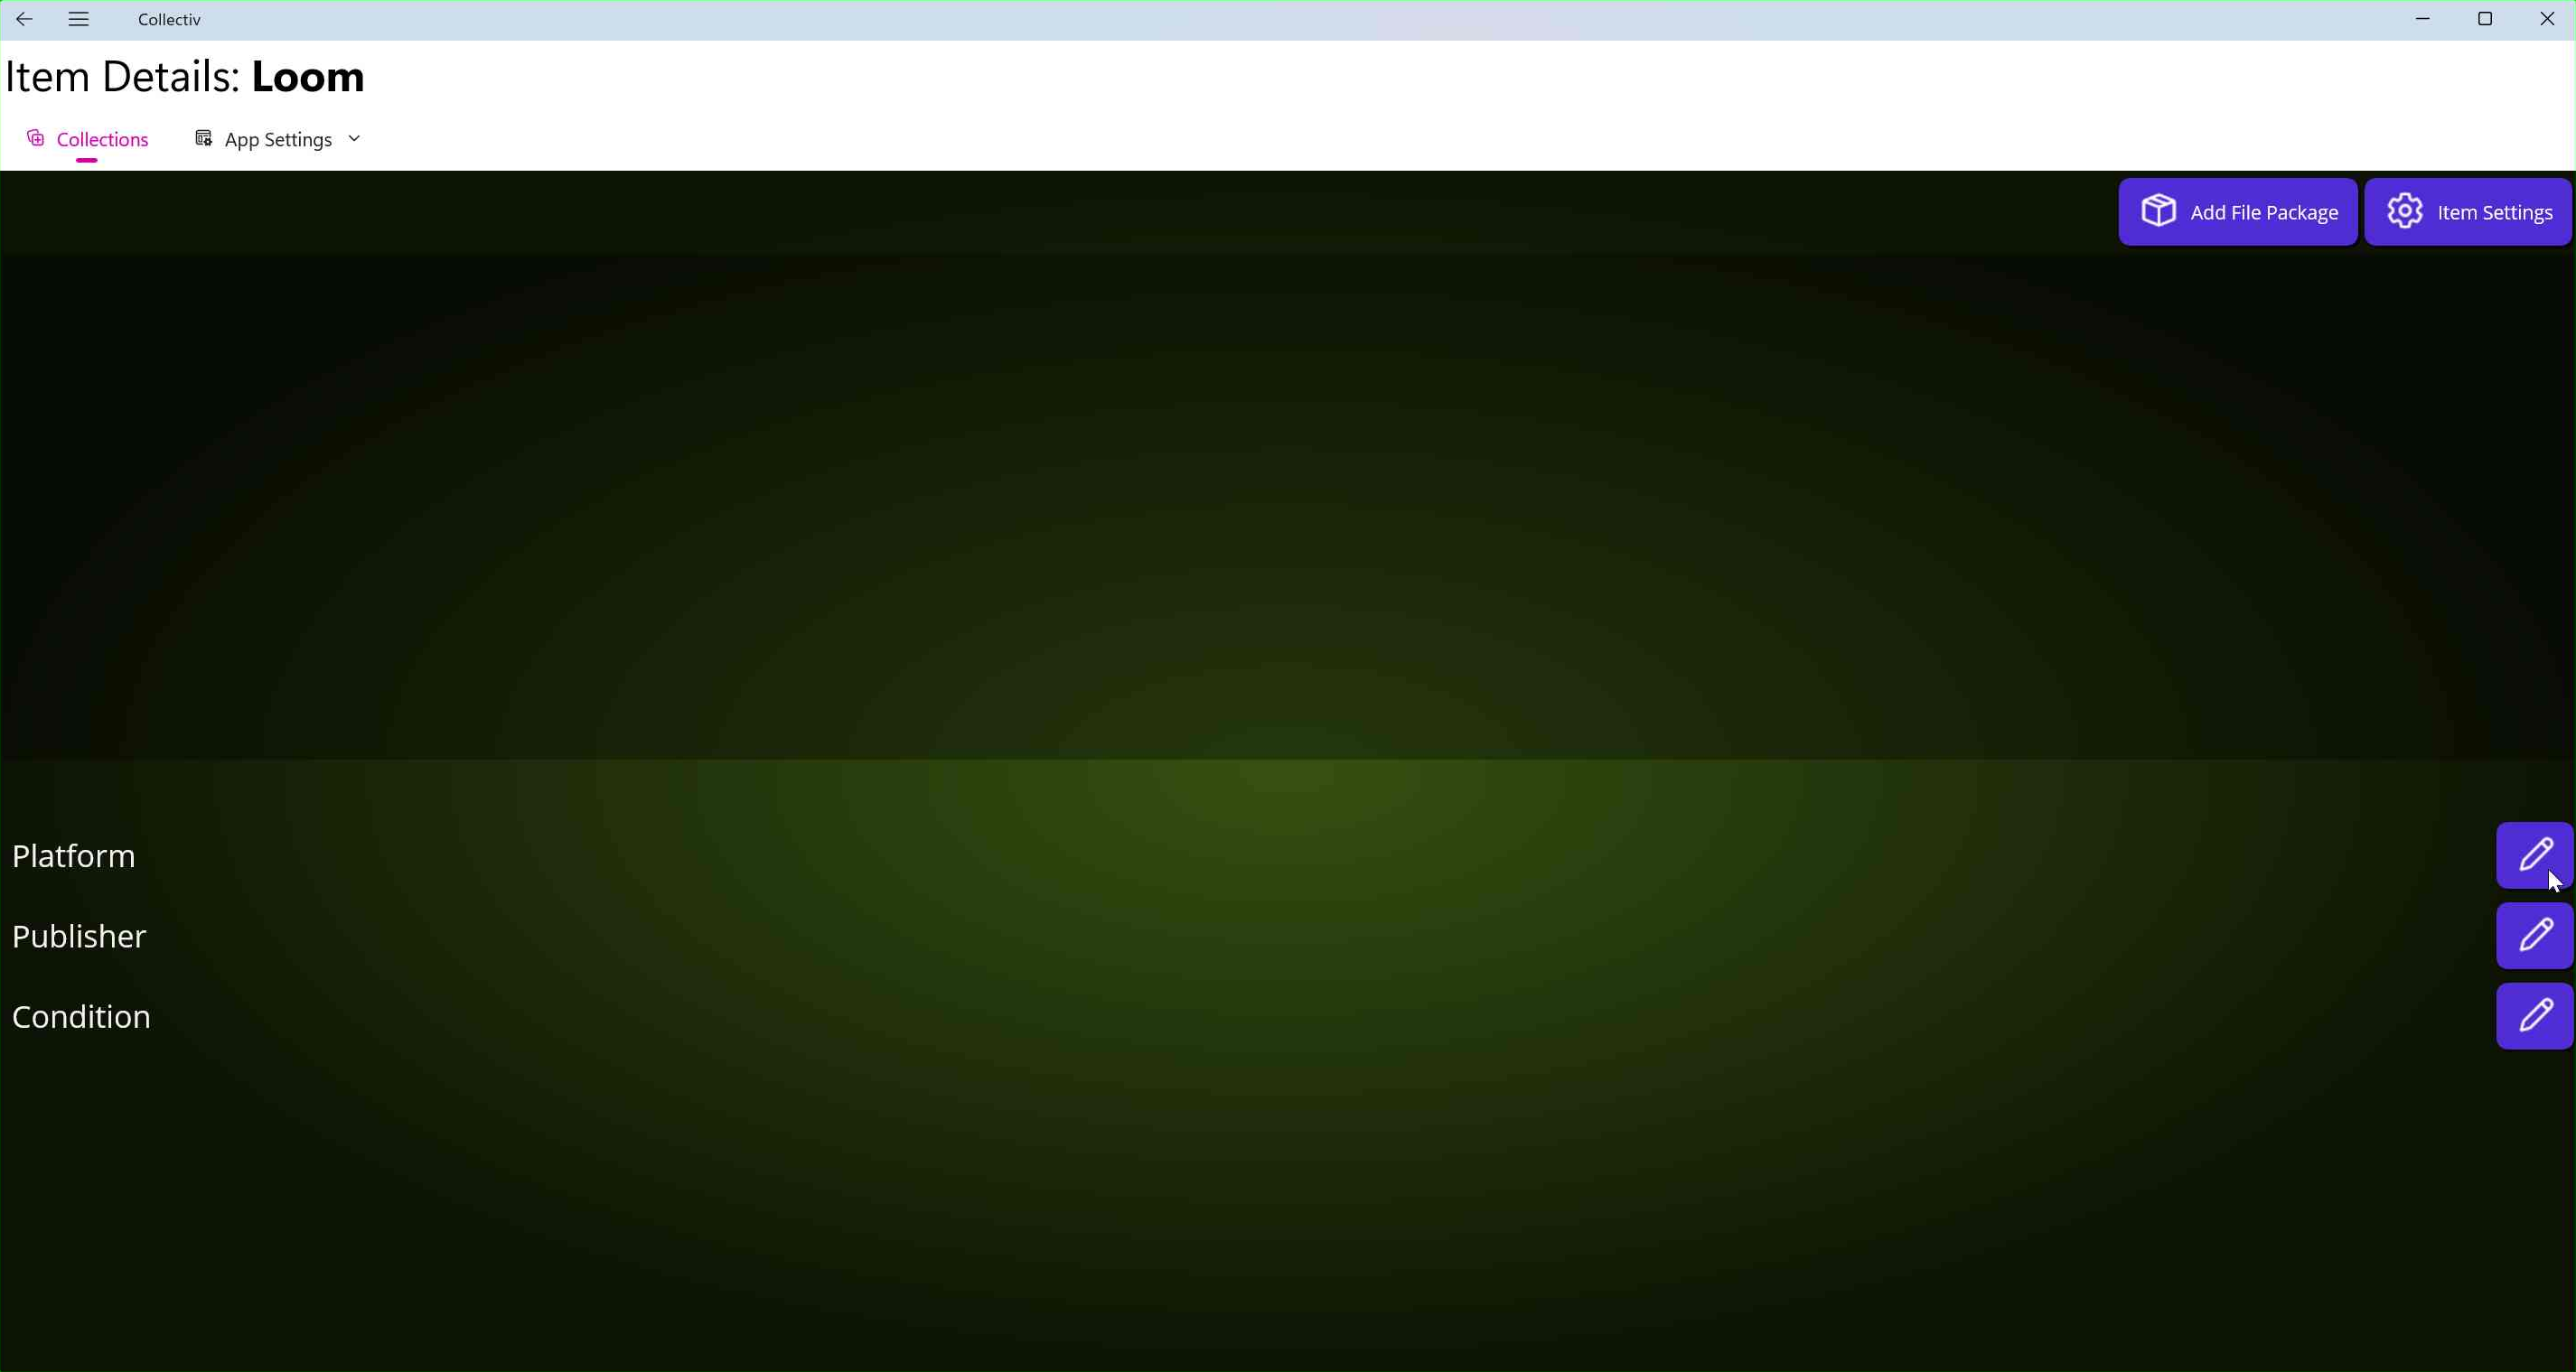 Collectiv
Item Details: Loom
Collections
App Settings
Add File Package
Item Settings
Platform
Publisher
Condition